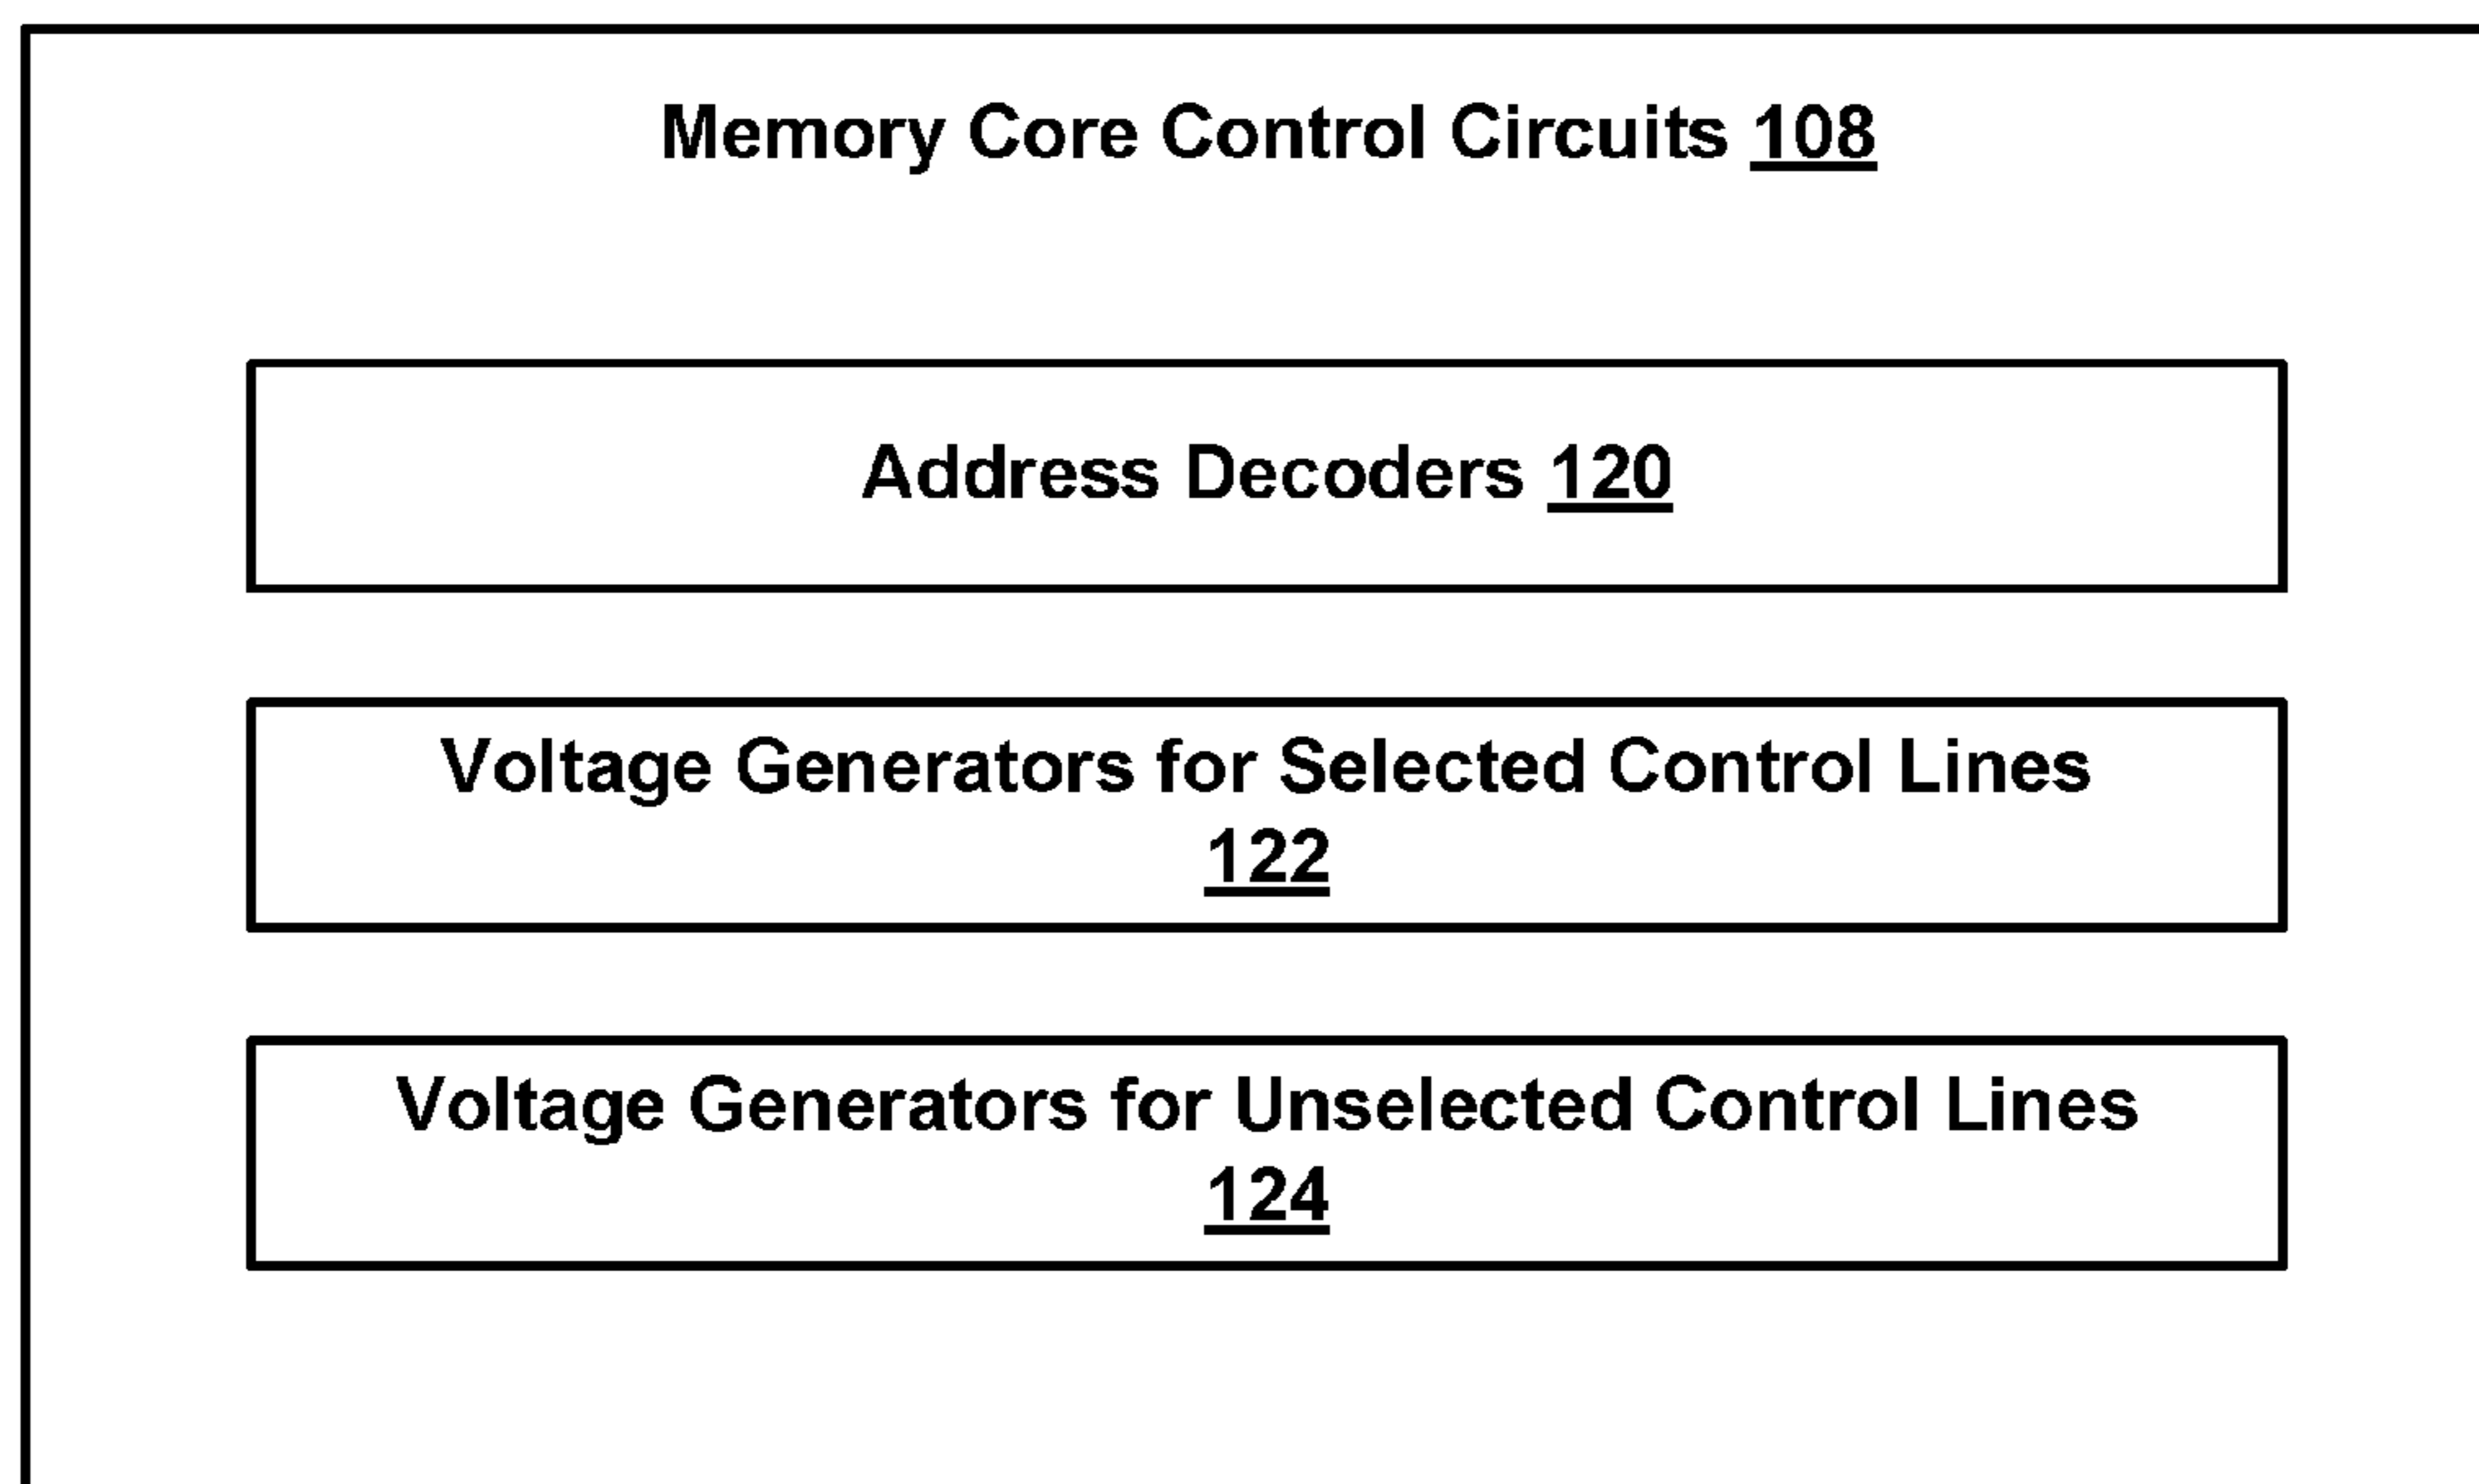 Memory Core Control Circuits 108
Address Decoders 120
Voltage Generators for Selected Control Lines
122
Voltage Generators for Unselected Control Lines
124